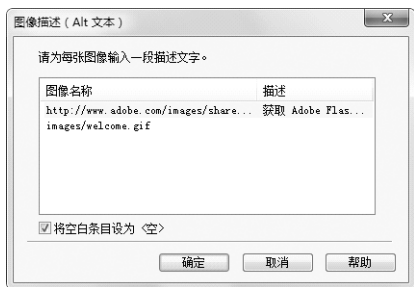 图像描述（Alt 文本）
请为每张图像输入一段描述文字。
图像名称 描述
http://www.adobe.com/images/share... 获取 Adobe Flas...
images/welcome.gif
将空白条目设为 <空>
确定 取消 帮助